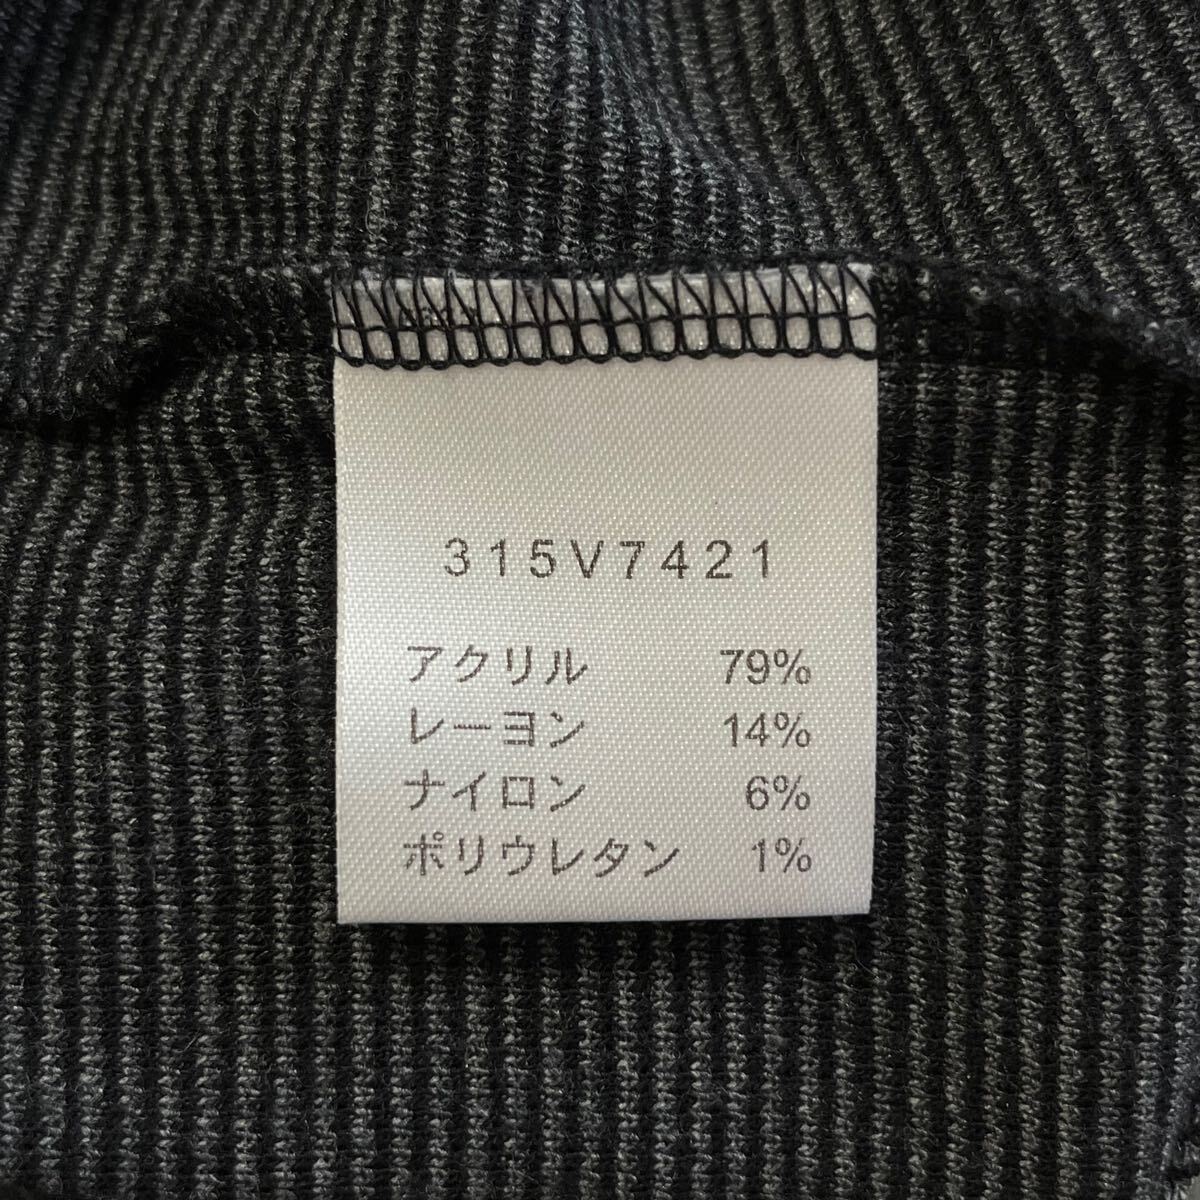 315V7421
アクリル 79%
レーヨン 14%
ナイロン 6%
ポリウレタン 1%